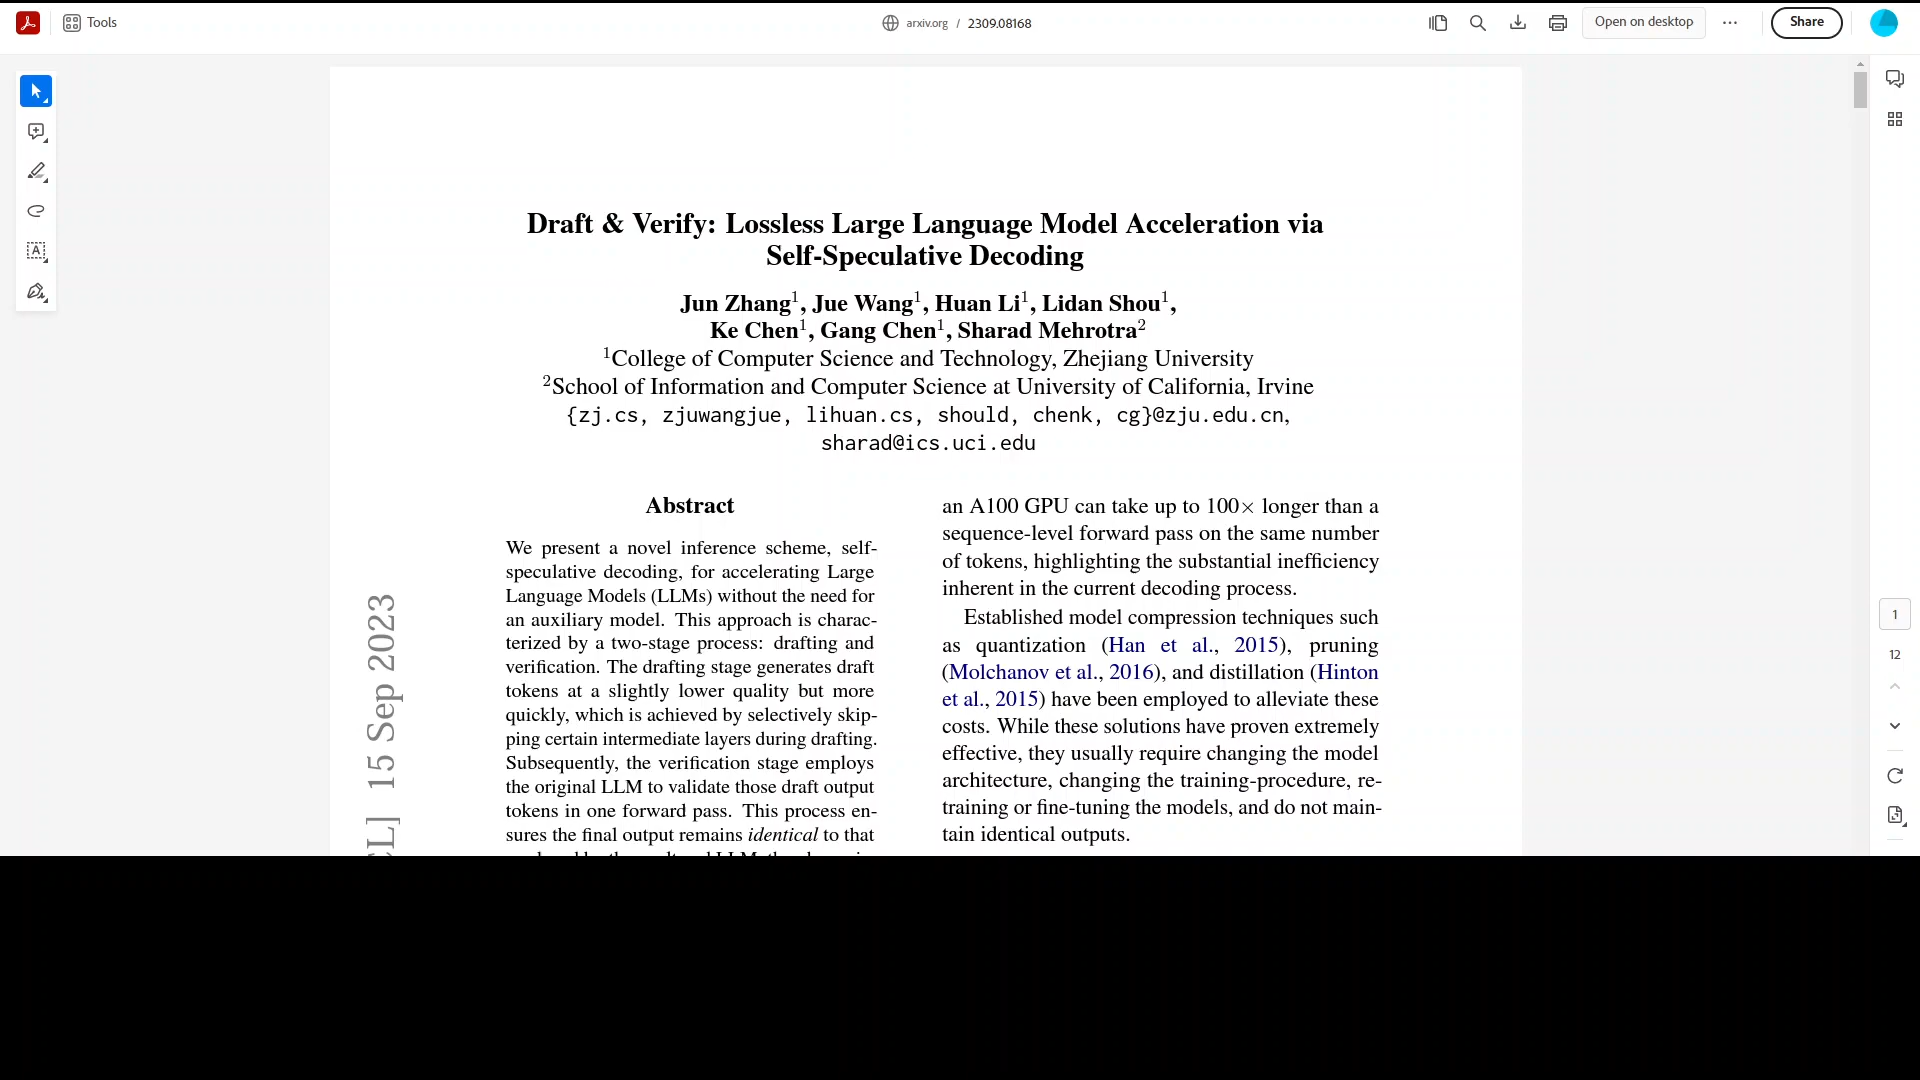 Tools
arxiv.org / 2309.08168
Open on desktop
Share
Draft & Verify: Lossless Large Language Model Acceleration via
Self-Speculative Decoding
Jun Zhang1, Jue Wang1, Huan Li1, Lidan Shou1,
Ke Chen1, Gang Chen1, Sharad Mehrotra2
1College of Computer Science and Technology, Zhejiang University
2School of Information and Computer Science at University of California, Irvine
{zj.cs, zjuwangjue, lihuan.cs, should, chenk, cg}@zju.edu.cn,
sharad@ics.uci.edu
Abstract
We present a novel inference scheme, self-
speculative decoding, for accelerating Large
Language Models (LLMs) without the need for
an auxiliary model. This approach is charac-
terized by a two-stage process: drafting and
verification. The drafting stage generates draft
tokens at a slightly lower quality but more
quickly, which is achieved by selectively skip-
ping certain intermediate layers during drafting.
Subsequently, the verification stage employs
the original LLM to validate those draft output
tokens in one forward pass. This process en-
sures the final output remains identical to that
an A100 GPU can take up to 100× longer than a
sequence-level forward pass on the same number
of tokens, highlighting the substantial inefficiency
inherent in the current decoding process.
Established model compression techniques such
as quantization (Han et al., 2015), pruning
(Molchanov et al., 2016), and distillation (Hinton
et al., 2015) have been employed to alleviate these
costs. While these solutions have proven extremely
effective, they usually require changing the model
architecture, changing the training-procedure, re-
training or fine-tuning the models, and do not main-
tain identical outputs.
L] 15 Sep 2023
1
12